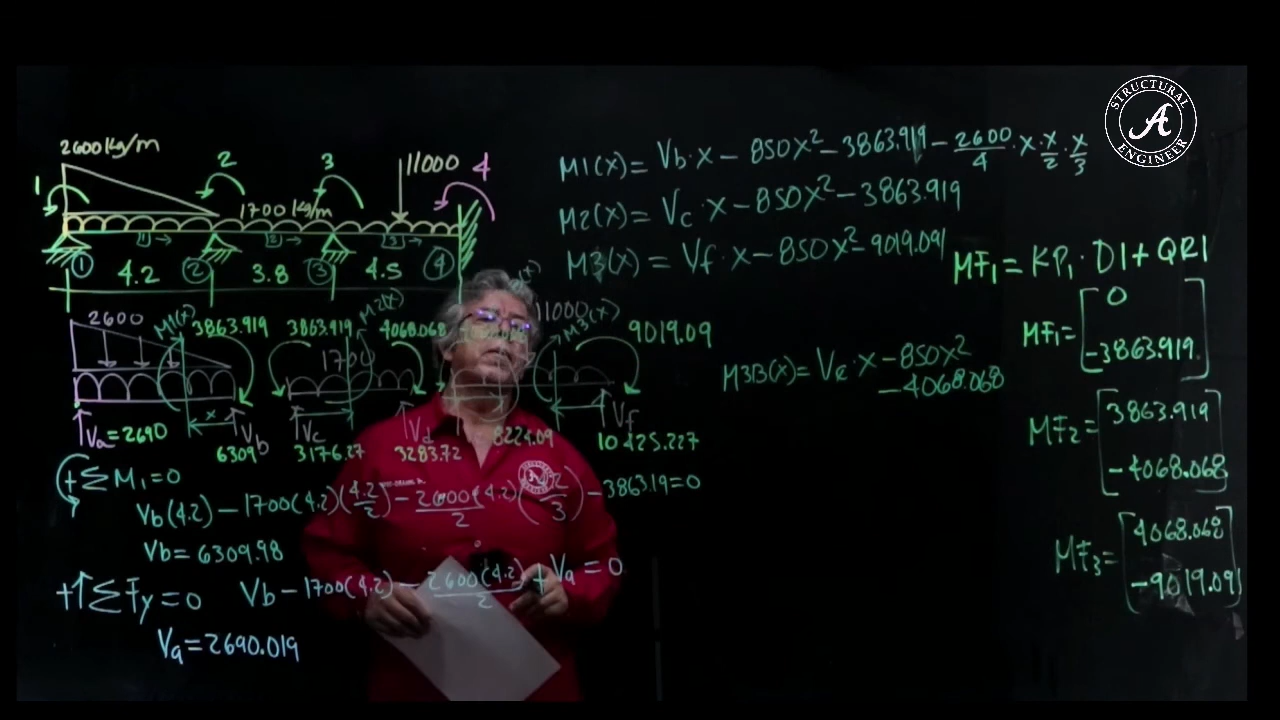 STRUCTURAL
A
ENGINEER
2600 kg/m
1 2 3 11000 4
1700 kg/m
[1]→ [2]→ [3]→
① 4.2 ② 3.8 ③ 4.5 ④
2600 M1(x) 3863.919 3863.919 M2(x) 4068.068 11000 M3(x) 9019.09
1700
x
Va=2690 Vb Vc Vd Vf
6309 3176.27 3283.72 8224.09 10425.227
+ΣM1=0
Vb(4.2)-1700(4.2)(4.2/2)-2600(4.2)/2( 2/3)-3863.19=0
Vb=6309.98
+↑ΣFy=0 Vb-1700(4.2)-2600(4.2)/2+Va=0
Va=2690.019
M1(x)= Vb·x-850x²-3863.919-2600/4·x·x/2·x/3
M2(x)= Vc·x-850x²-3863.919
M3(x)= Vf·x-850x²-9019.091
M3B(x)= Ve·x-850x²
-4068.068
MF1=KP1·D1+QR1
MF1= [0
-3863.919]
MF2= [3863.919
-4068.068]
MF3= [4068.068
-9019.091]